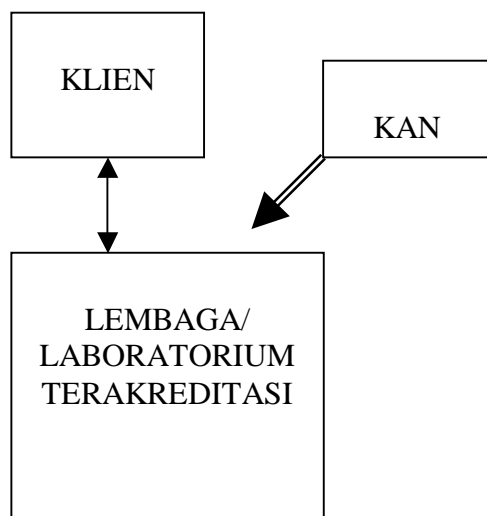 KLIEN
KAN
LEMBAGA/
LABORATORIUM
TERAKREDITASI